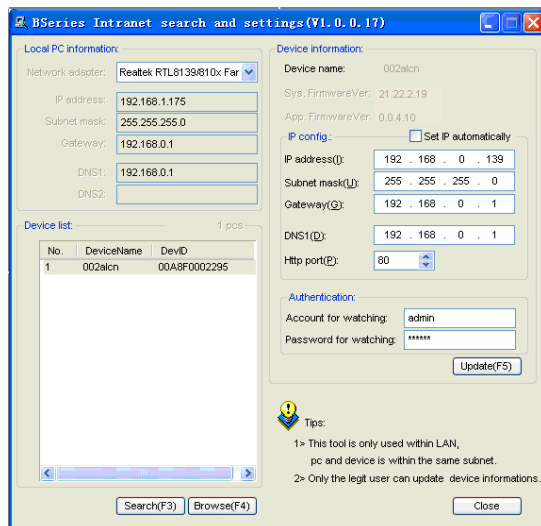 BSeries Intranet search and settings(V1.0.0.17)
Local PC information:
Network adapter: Realtek RTL8139/810x Far
IP address: 192.168.1.175
Subnet mask: 255.255.255.0
Gateway: 192.168.0.1
DNS1: 192.168.0.1
DNS2:
Device list: 1 pcs
No. DeviceName DevID
1 002alcn 00A8F0002295
Search(F3) Browse(F4)
Device information:
Device name: 002alcn
Sys. FirmwareVer: 21.22.2.19
App. FirmwareVer: 0.0.4.10
IP config.: Set IP automatically
IP address(I): 192 . 168 . 0 . 139
Subnet mask(U): 255 . 255 . 255 . 0
Gateway(G): 192 . 168 . 0 . 1
DNS1(D): 192 . 168 . 0 . 1
Http port(P): 80
Authentication:
Account for watching: admin
Password for watching: ******
Update(F5)
Tips:
1> This tool is only used within LAN,
pc and device is within the same subnet.
2> Only the legit user can update device informations.
Close